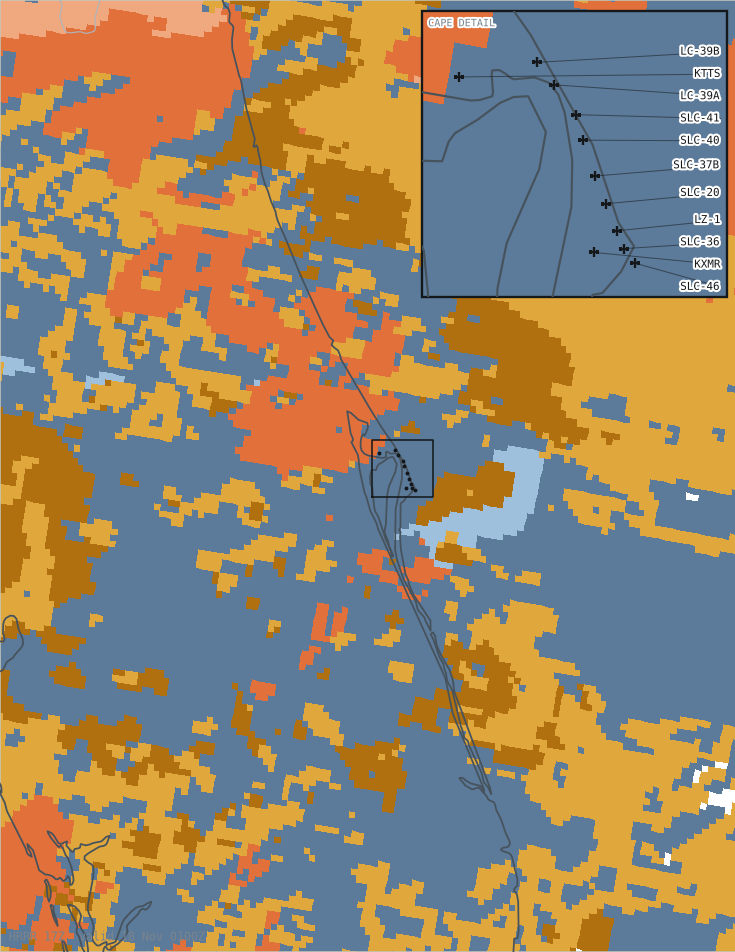 CAPE DETAIL
LC-39B
KTTS
LC-39A
SLC-41
SLC-40
SLC-37B
SLC-20
LZ-1
SLC-36
KXMR
SLC-46